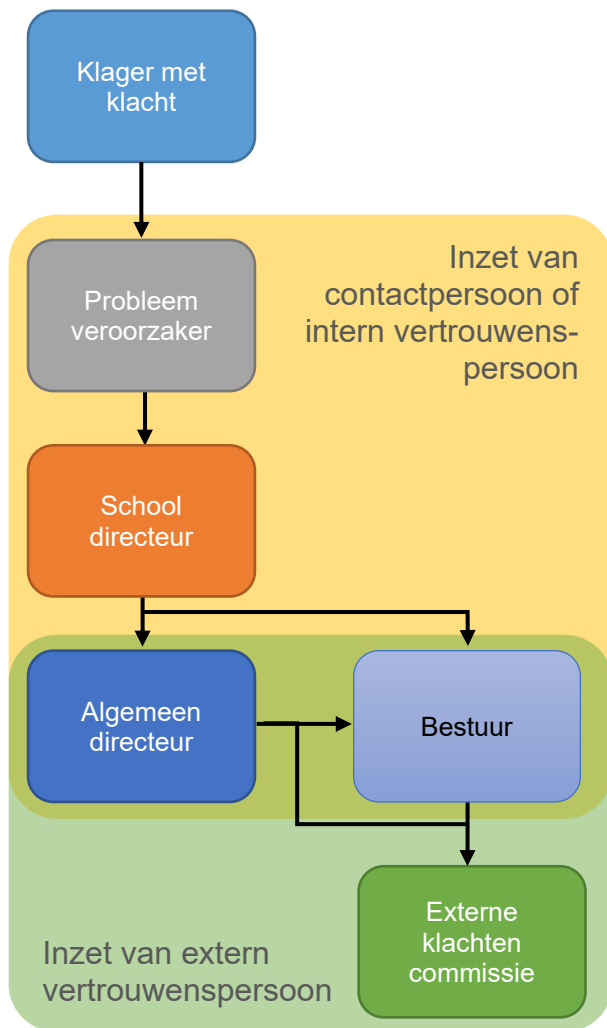 Klager met
klacht
Inzet van
contactpersoon of
intern vertrouwens-
persoon
Probleem
veroorzaker
School
directeur
Algemeen
directeur
Bestuur
Externe
klachten
commissie
Inzet van extern
vertrouwenspersoon